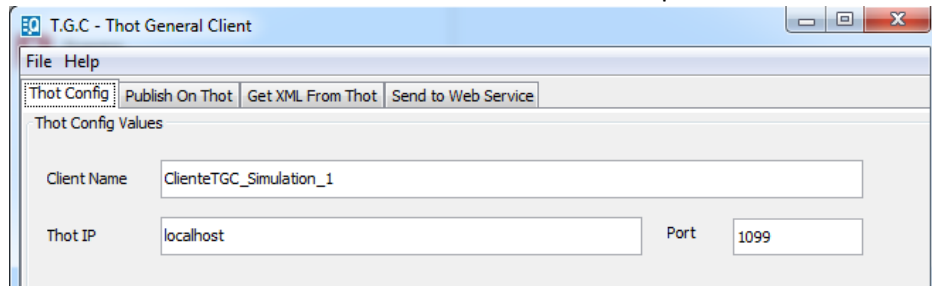 T.G.C - Thot General Client
File Help
Thot Config Publish On Thot Get XML From Thot Send to Web Service
Thot Config Values
Client Name ClienteTGC_Simulation_1
Thot IP localhost Port 1099